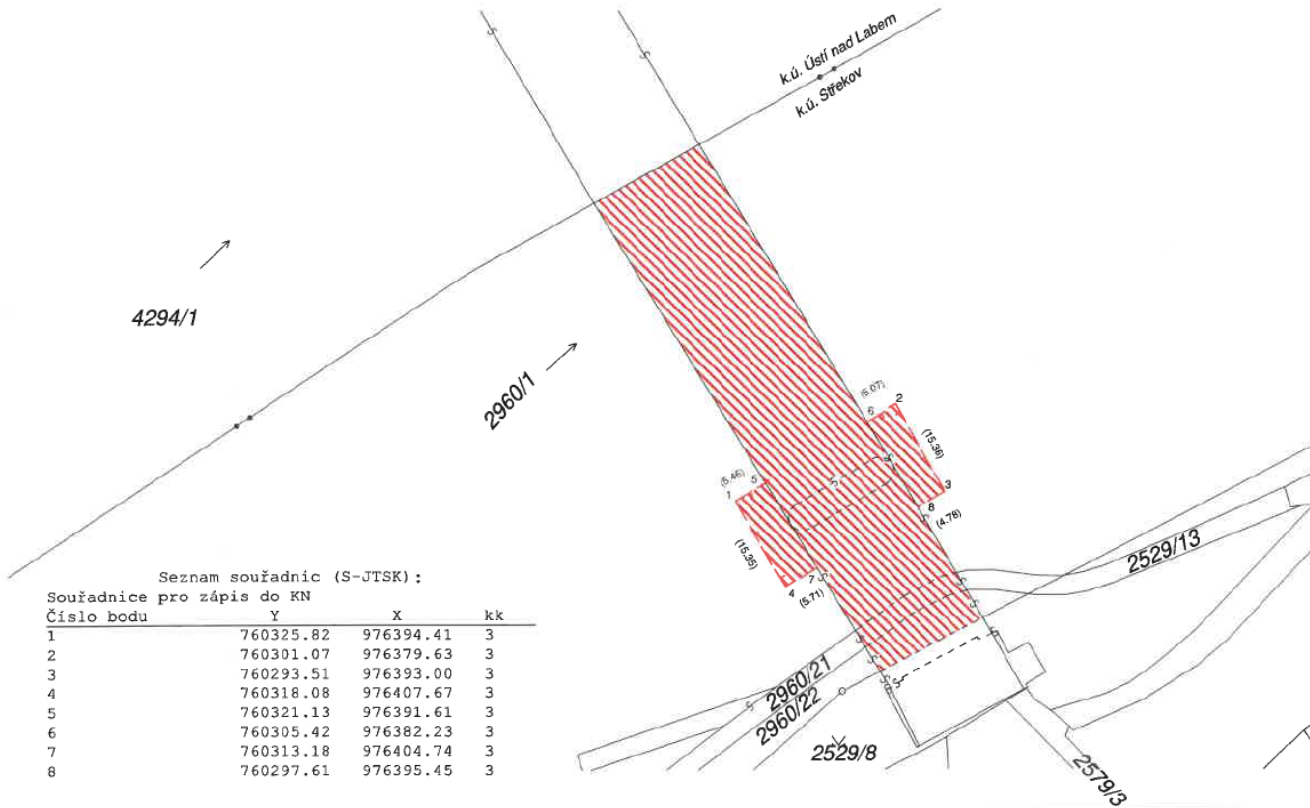 k.ú. Ústí nad Labem
k.ú. Střekov
4294/1
2960/1
(5.07)
2
6
(15.36)
3
8
(4.78)
(5.46)
5
1
(15.35)
7
4
(5.71)
2529/13
2960/21
2960/22
2529/8
2579/3
Seznam souřadnic (S-JTSK):
Souřadnice pro zápis do KN
Číslo bodu Y X kk
1 760325.82 976394.41 3
2 760301.07 976379.63 3
3 760293.51 976393.00 3
4 760318.08 976407.67 3
5 760321.13 976391.61 3
6 760305.42 976382.23 3
7 760313.18 976404.74 3
8 760297.61 976395.45 3